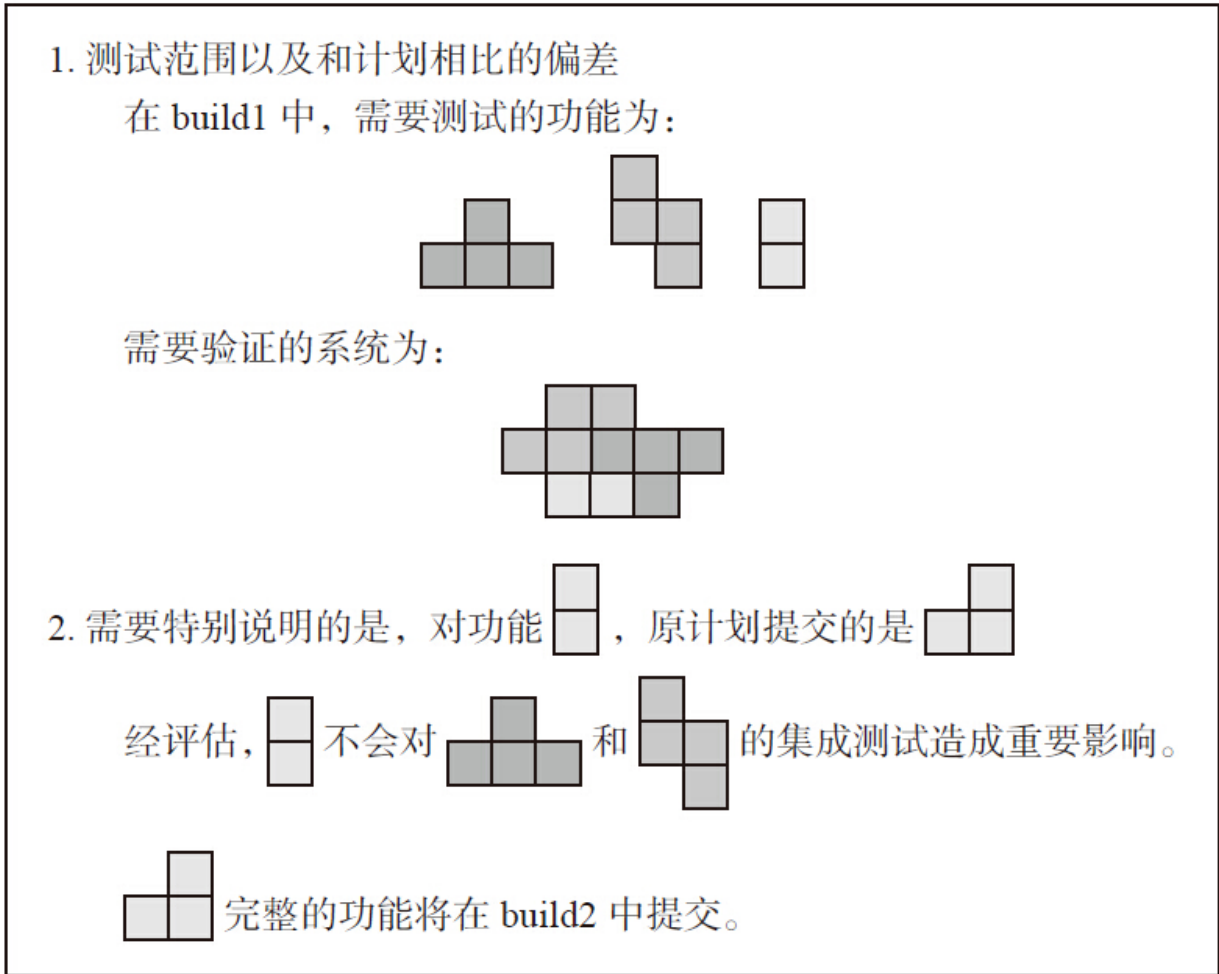 1. 测试范围以及和计划相比的偏差
在 build1 中，需要测试的功能为：
需要验证的系统为：
2. 需要特别说明的是，对功能 ，原计划提交的是
经评估， 不会对 和 的集成测试造成重要影响。
完整的功能将在 build2 中提交。